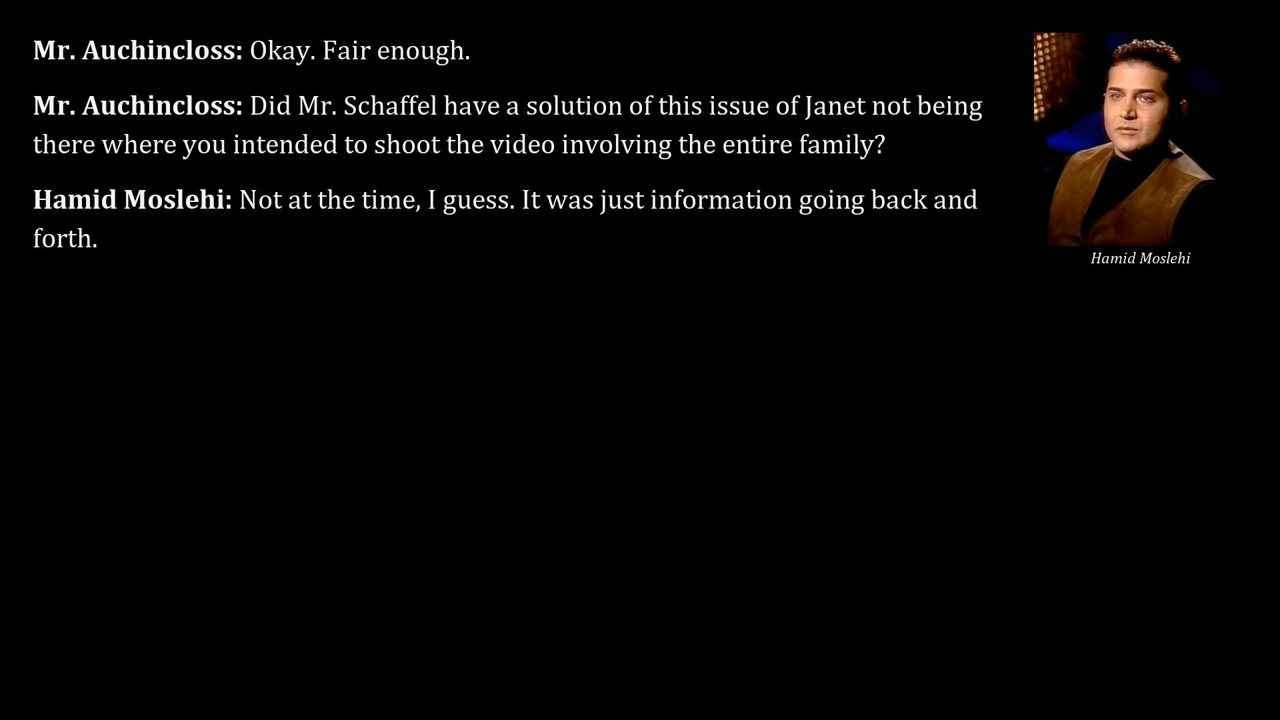 Mr. Auchincloss: Okay. Fair enough.
Mr. Auchincloss: Did Mr. Schaffel have a solution of this issue of Janet not being
there where you intended to shoot the video involving the entire family?
Hamid Moslehi: Not at the time, I guess. It was just information going back and
forth.
Hamid Moslehi